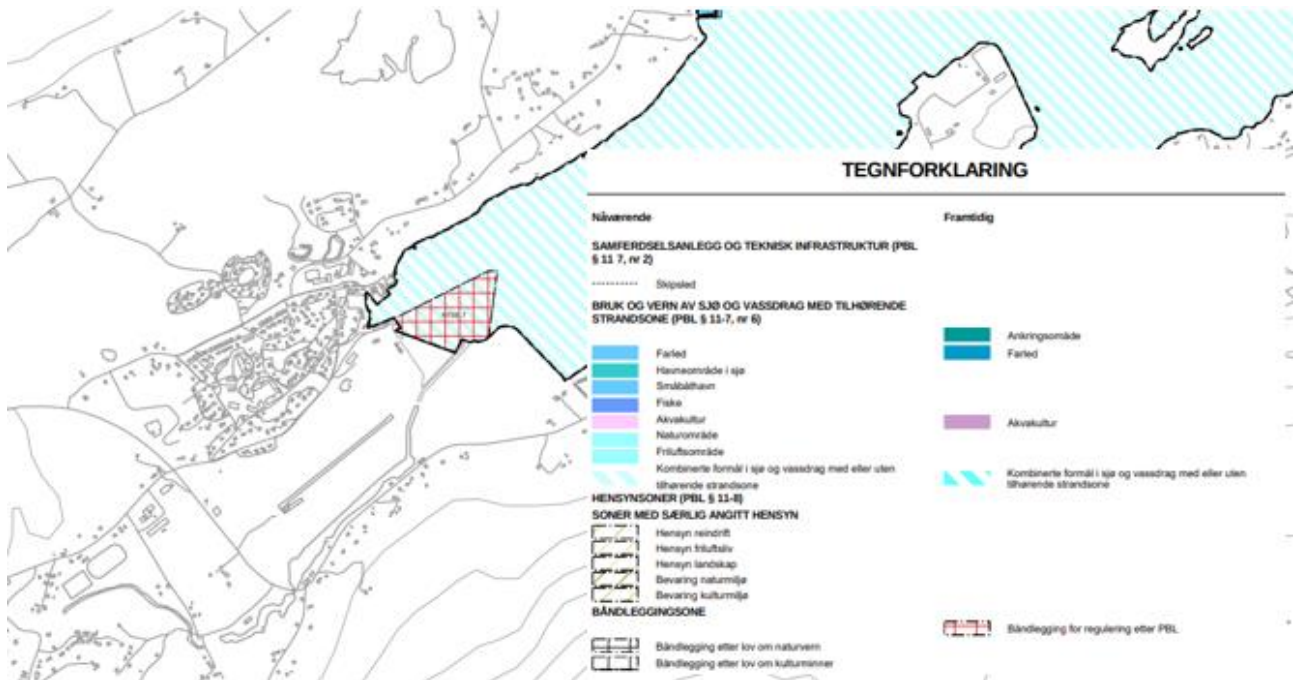 TEGNFORKLARING
Nåværende
Framtidig
SAMFERDSELSANLEGG OG TEKNISK INFRASTRUKTUR (PBL
§ 11 7, nr 2)
Skipsled
BRUK OG VERN AV SJØ OG VASSDRAG MED TILHØRENDE
STRANDSONE (PBL § 11-7, nr 6)
Ankringsområde
Farled
Farled
Havneområde i sjø
Småbåthavn
Fiske
Akvakultur
Akvakultur
Naturområde
Friluftsområde
Kombinerte formål i sjø og vassdrag med eller uten
tilhørende strandsone
Kombinerte formål i sjø og vassdrag med eller uten
tilhørende strandsone
HENSYNSONER (PBL § 11-8)
SONER MED SÆRLIG ANGITT HENSYN
Hensyn reindrift
Hensyn friluftsliv
Hensyn landskap
Bevaring naturmiljø
Bevaring kulturmiljø
BÅNDLEGGINGSONE
Båndlegging for regulering etter PBL
Båndlegging etter lov om naturvern
Båndlegging etter lov om kulturminner